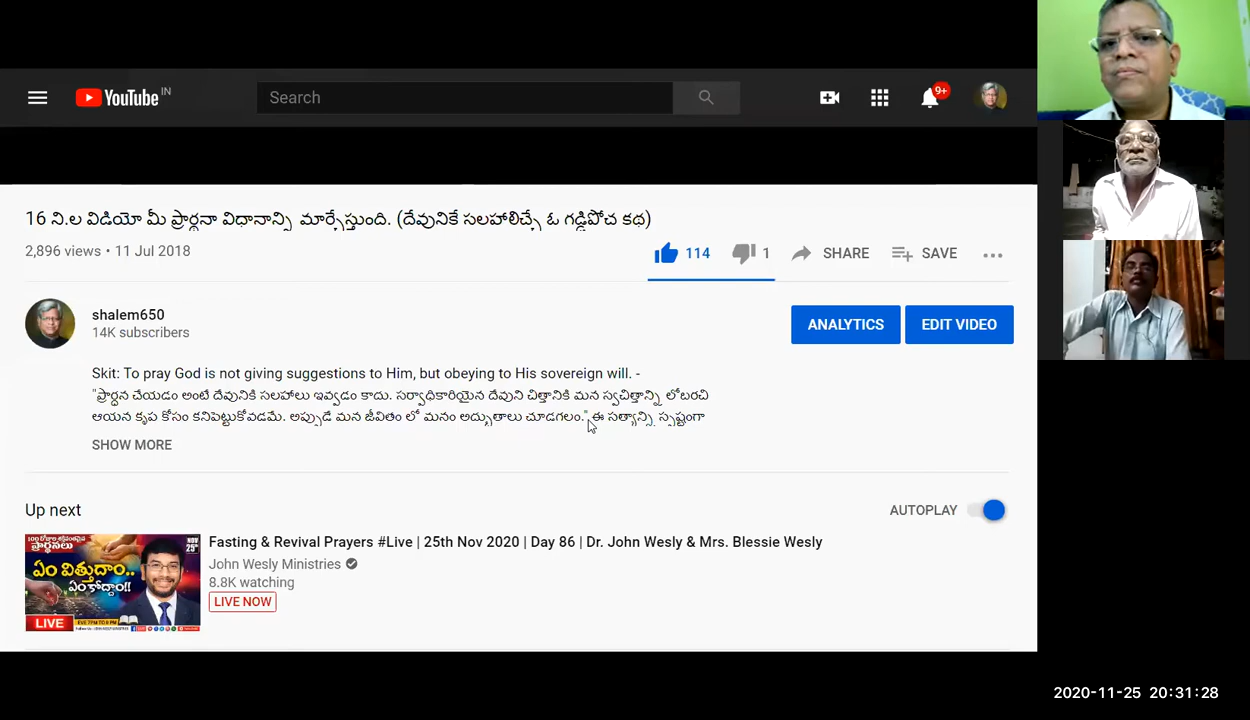 YouTube IN
Search
9+
16 ని.ల విడియో మీ ప్రార్థనా విధానాన్ని మార్చేస్తుంది. (దేవునికే సలహాలిచ్చే ఓ గడ్డిపోచ కథ)
2,896 views • 11 Jul 2018
114 1 SHARE SAVE
shalem650
14K subscribers
ANALYTICS EDIT VIDEO
Skit: To pray God is not giving suggestions to Him, but obeying to His sovereign will. -
"ప్రార్ధన చేయడం అంటే దేవునికి సలహాలు ఇవ్వడం కాదు. సర్వాధికారియైన దేవుని చిత్తానికి మన స్వచిత్తాన్ని లోబరచి
ఆయన కృప కోసం కనిపెట్టుకోవడమే. అప్పుడే మన జీవితం లో మనం అద్భుతాలు చూడగలం." ఈ సత్యాన్ని స్పష్టంగా
SHOW MORE
Up next
AUTOPLAY
ప్రార్థనలు
NOV
25th
ఏం విత్తుదాం..
ఏం కోద్దాం!!
LIVE
Fasting & Revival Prayers #Live | 25th Nov 2020 | Day 86 | Dr. John Wesly & Mrs. Blessie Wesly
John Wesly Ministries
8.8K watching
LIVE NOW
2020-11-25 20:31:28